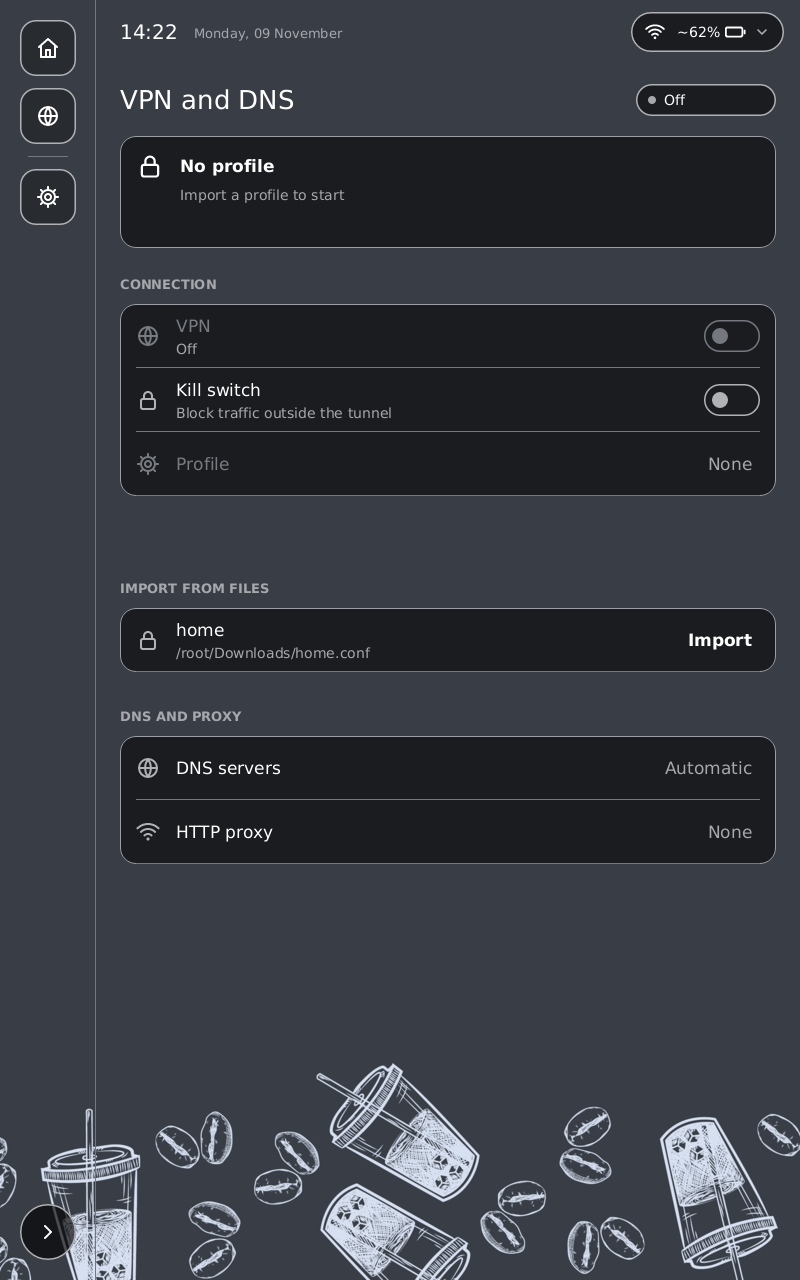 14:22 Monday, 09 November ~62%
VPN and DNS Off
No profile
Import a profile to start
CONNECTION
VPN
Off
Kill switch
Block traffic outside the tunnel
Profile None
IMPORT FROM FILES
home
/root/Downloads/home.conf
Import
DNS AND PROXY
DNS servers Automatic
HTTP proxy None